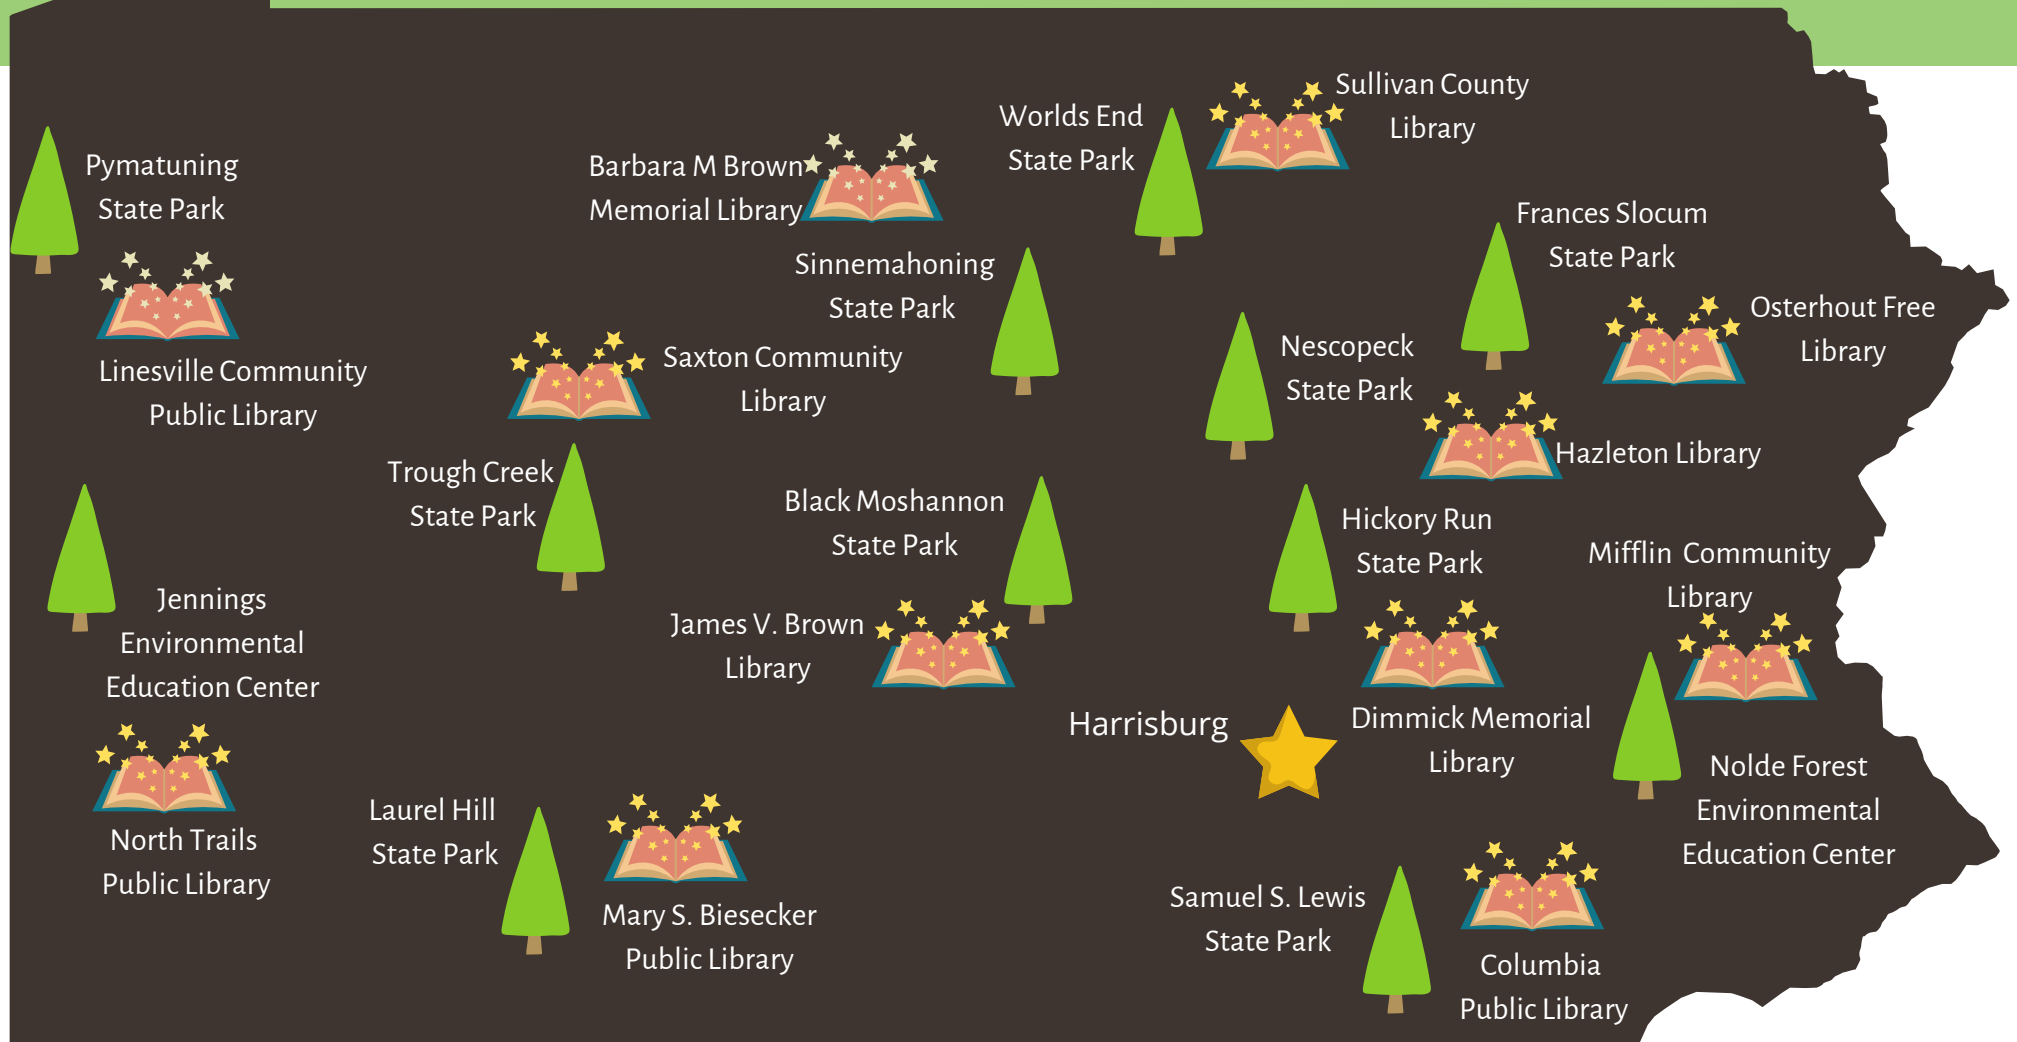 Sullivan County
Library
Worlds End
State Park
Pymatuning
State Park
Barbara M Brown
Memorial Library
Frances Slocum
State Park
Sinnemahoning
State Park
Osterhout Free
Library
Nescopeck
State Park
Saxton Community
Library
Linesville Community
Public Library
Hazleton Library
Trough Creek
State Park
Black Moshannon
State Park
Hickory Run
State Park
Mifflin  Community
Library
Jennings
Environmental
Education Center
James V. Brown
Library
Harrisburg
Dimmick Memorial
Library
Nolde Forest
Environmental
Education Center
Laurel Hill
State Park
North Trails
Public Library
Samuel S. Lewis
State Park
Mary S. Biesecker
Public Library
Columbia
Public Library